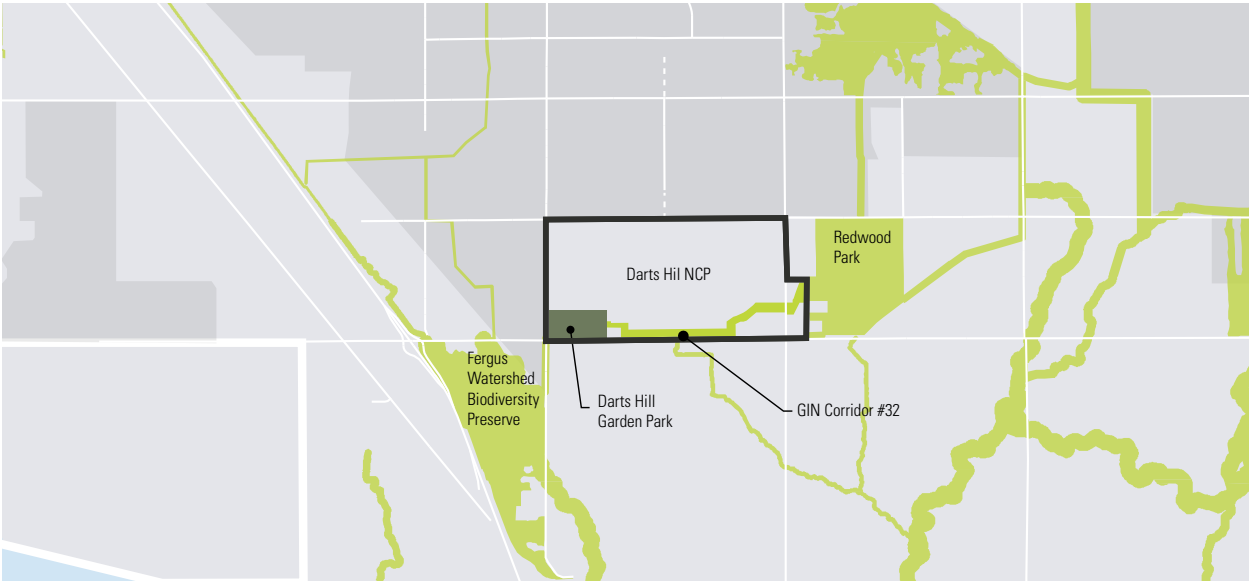 Redwood
Park
Darts Hil NCP
Fergus
Watershed
Biodiversity
Preserve
Darts Hill
Garden Park
GIN Corridor #32